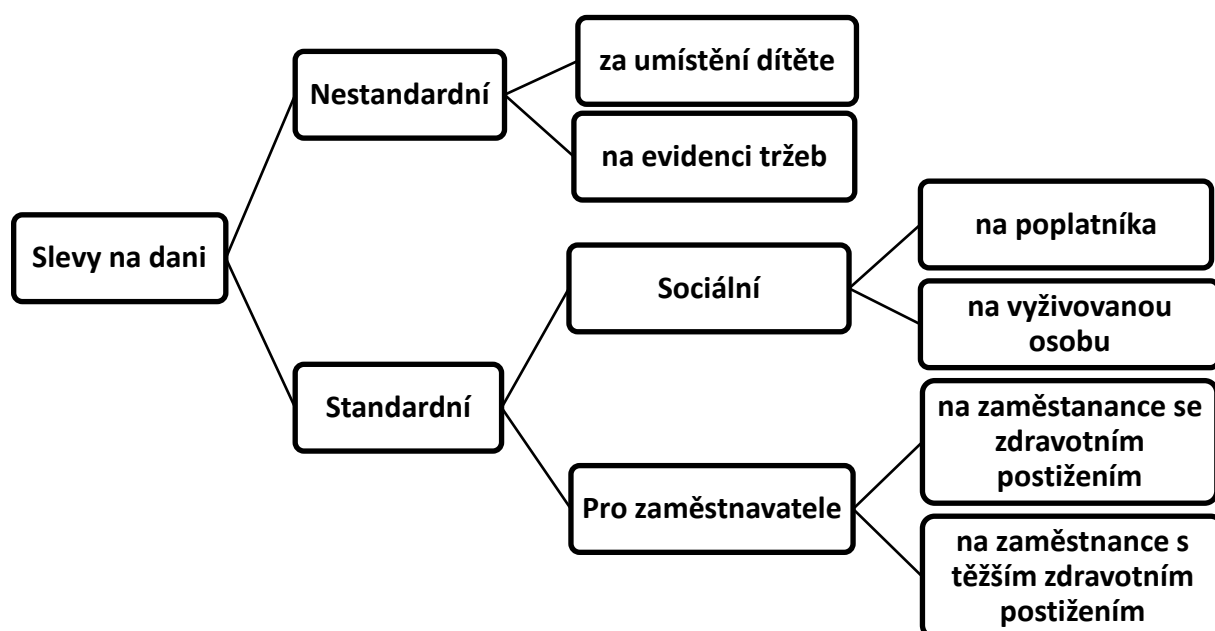 Slevy na dani
Nestandardní
za umístění dítěte
na evidenci tržeb
Standardní
Sociální
na poplatníka
na vyživovanou
osobu
Pro zaměstnavatele
na zaměstanance se
zdravotním
postižením
na zaměstnance s
těžším zdravotním
postižením